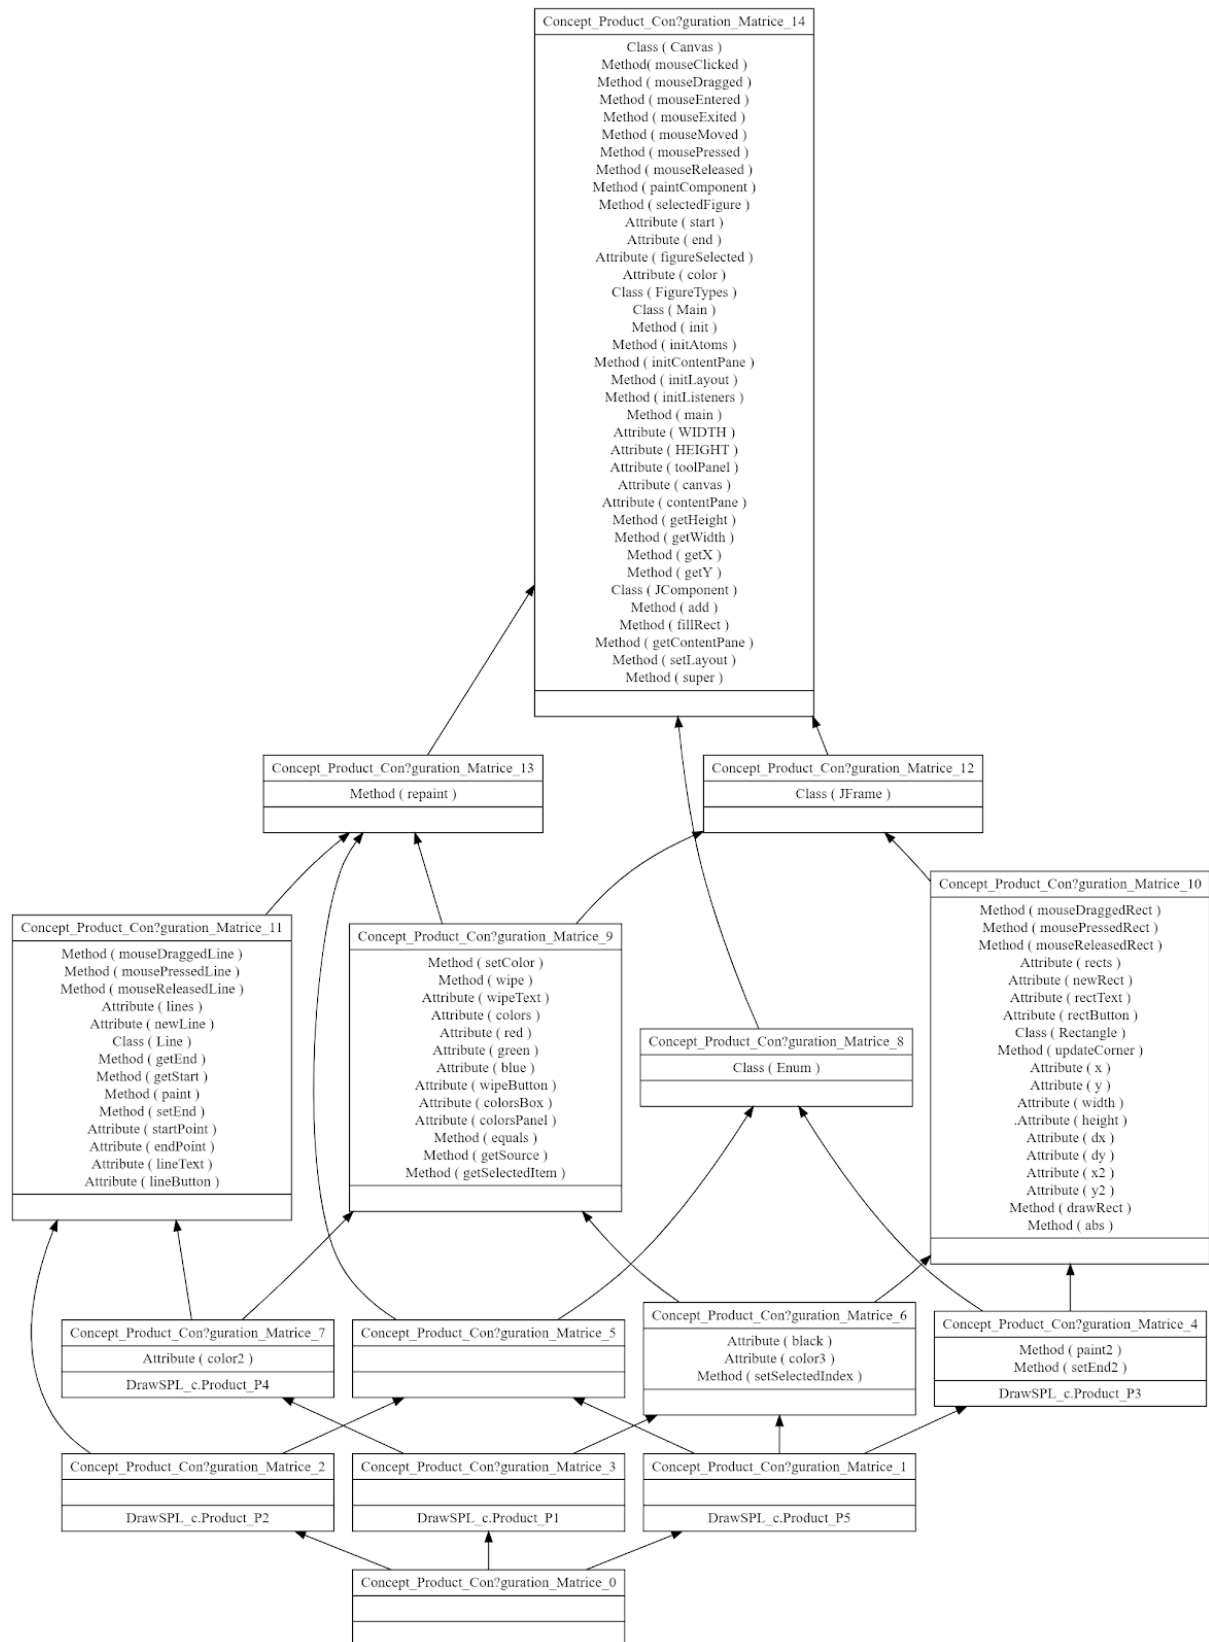 Concept_Product_Con?guration_Matrice_14
Class ( Canvas )
Method( mouseClicked )
Method ( mouseDragged )
Method ( mouseEntered )
Method ( mouseExited )
Method ( mouseMoved )
Method ( mousePressed )
Method ( mouseReleased )
Method ( paintComponent )
Method ( selectedFigure )
Attribute ( start )
Attribute ( end )
Attribute ( figureSelected )
Attribute ( color )
Class ( FigureTypes )
Class ( Main )
Method ( init )
Method ( initAtoms )
Method ( initContentPane )
Method ( initLayout )
Method ( initListeners )
Method ( main )
Attribute ( WIDTH )
Attribute ( HEIGHT )
Attribute ( toolPanel )
Attribute ( canvas )
Attribute ( contentPane )
Method ( getHeight )
Method ( getWidth )
Method ( getX )
Method ( getY )
Class ( JComponent )
Method ( add )
Method ( fillRect )
Method ( getContentPane )
Method ( setLayout )
Method ( super )
Concept_Product_Con?guration_Matrice_13
Method ( repaint )
Concept_Product_Con?guration_Matrice_12
Class ( JFrame )
Concept_Product_Con?guration_Matrice_11
Method ( mouseDraggedLine )
Method ( mousePressedLine )
Method ( mouseReleasedLine )
Attribute ( lines )
Attribute ( newLine )
Class ( Line )
Method ( getEnd )
Method ( getStart )
Method ( paint )
Method ( setEnd )
Attribute ( startPoint )
Attribute ( endPoint )
Attribute ( lineText )
Attribute ( lineButton )
Concept_Product_Con?guration_Matrice_9
Method ( setColor )
Method ( wipe )
Attribute ( wipeText )
Attribute ( colors )
Attribute ( red )
Attribute ( green )
Attribute ( blue )
Attribute ( wipeButton )
Attribute ( colorsBox )
Attribute ( colorsPanel )
Method ( equals )
Method ( getSource )
Method ( getSelectedItem )
Concept_Product_Con?guration_Matrice_8
Class ( Enum )
Concept_Product_Con?guration_Matrice_10
Method ( mouseDraggedRect )
Method ( mousePressedRect )
Method ( mouseReleasedRect )
Attribute ( rects )
Attribute ( newRect )
Attribute ( rectText )
Attribute ( rectButton )
Class ( Rectangle )
Method ( updateCorner )
Attribute ( x )
Attribute ( y )
Attribute ( width )
.Attribute ( height )
Attribute ( dx )
Attribute ( dy )
Attribute ( x2 )
Attribute ( y2 )
Method ( drawRect )
Method ( abs )
Concept_Product_Con?guration_Matrice_7
Attribute ( color2 )
DrawSPL_c.Product_P4
Concept_Product_Con?guration_Matrice_5
Concept_Product_Con?guration_Matrice_6
Attribute ( black )
Attribute ( color3 )
Method ( setSelectedIndex )
Concept_Product_Con?guration_Matrice_4
Method ( paint2 )
Method ( setEnd2 )
DrawSPL_c.Product_P3
Concept_Product_Con?guration_Matrice_2
DrawSPL_c.Product_P2
Concept_Product_Con?guration_Matrice_3
DrawSPL_c.Product_P1
Concept_Product_Con?guration_Matrice_1
DrawSPL_c.Product_P5
Concept_Product_Con?guration_Matrice_0